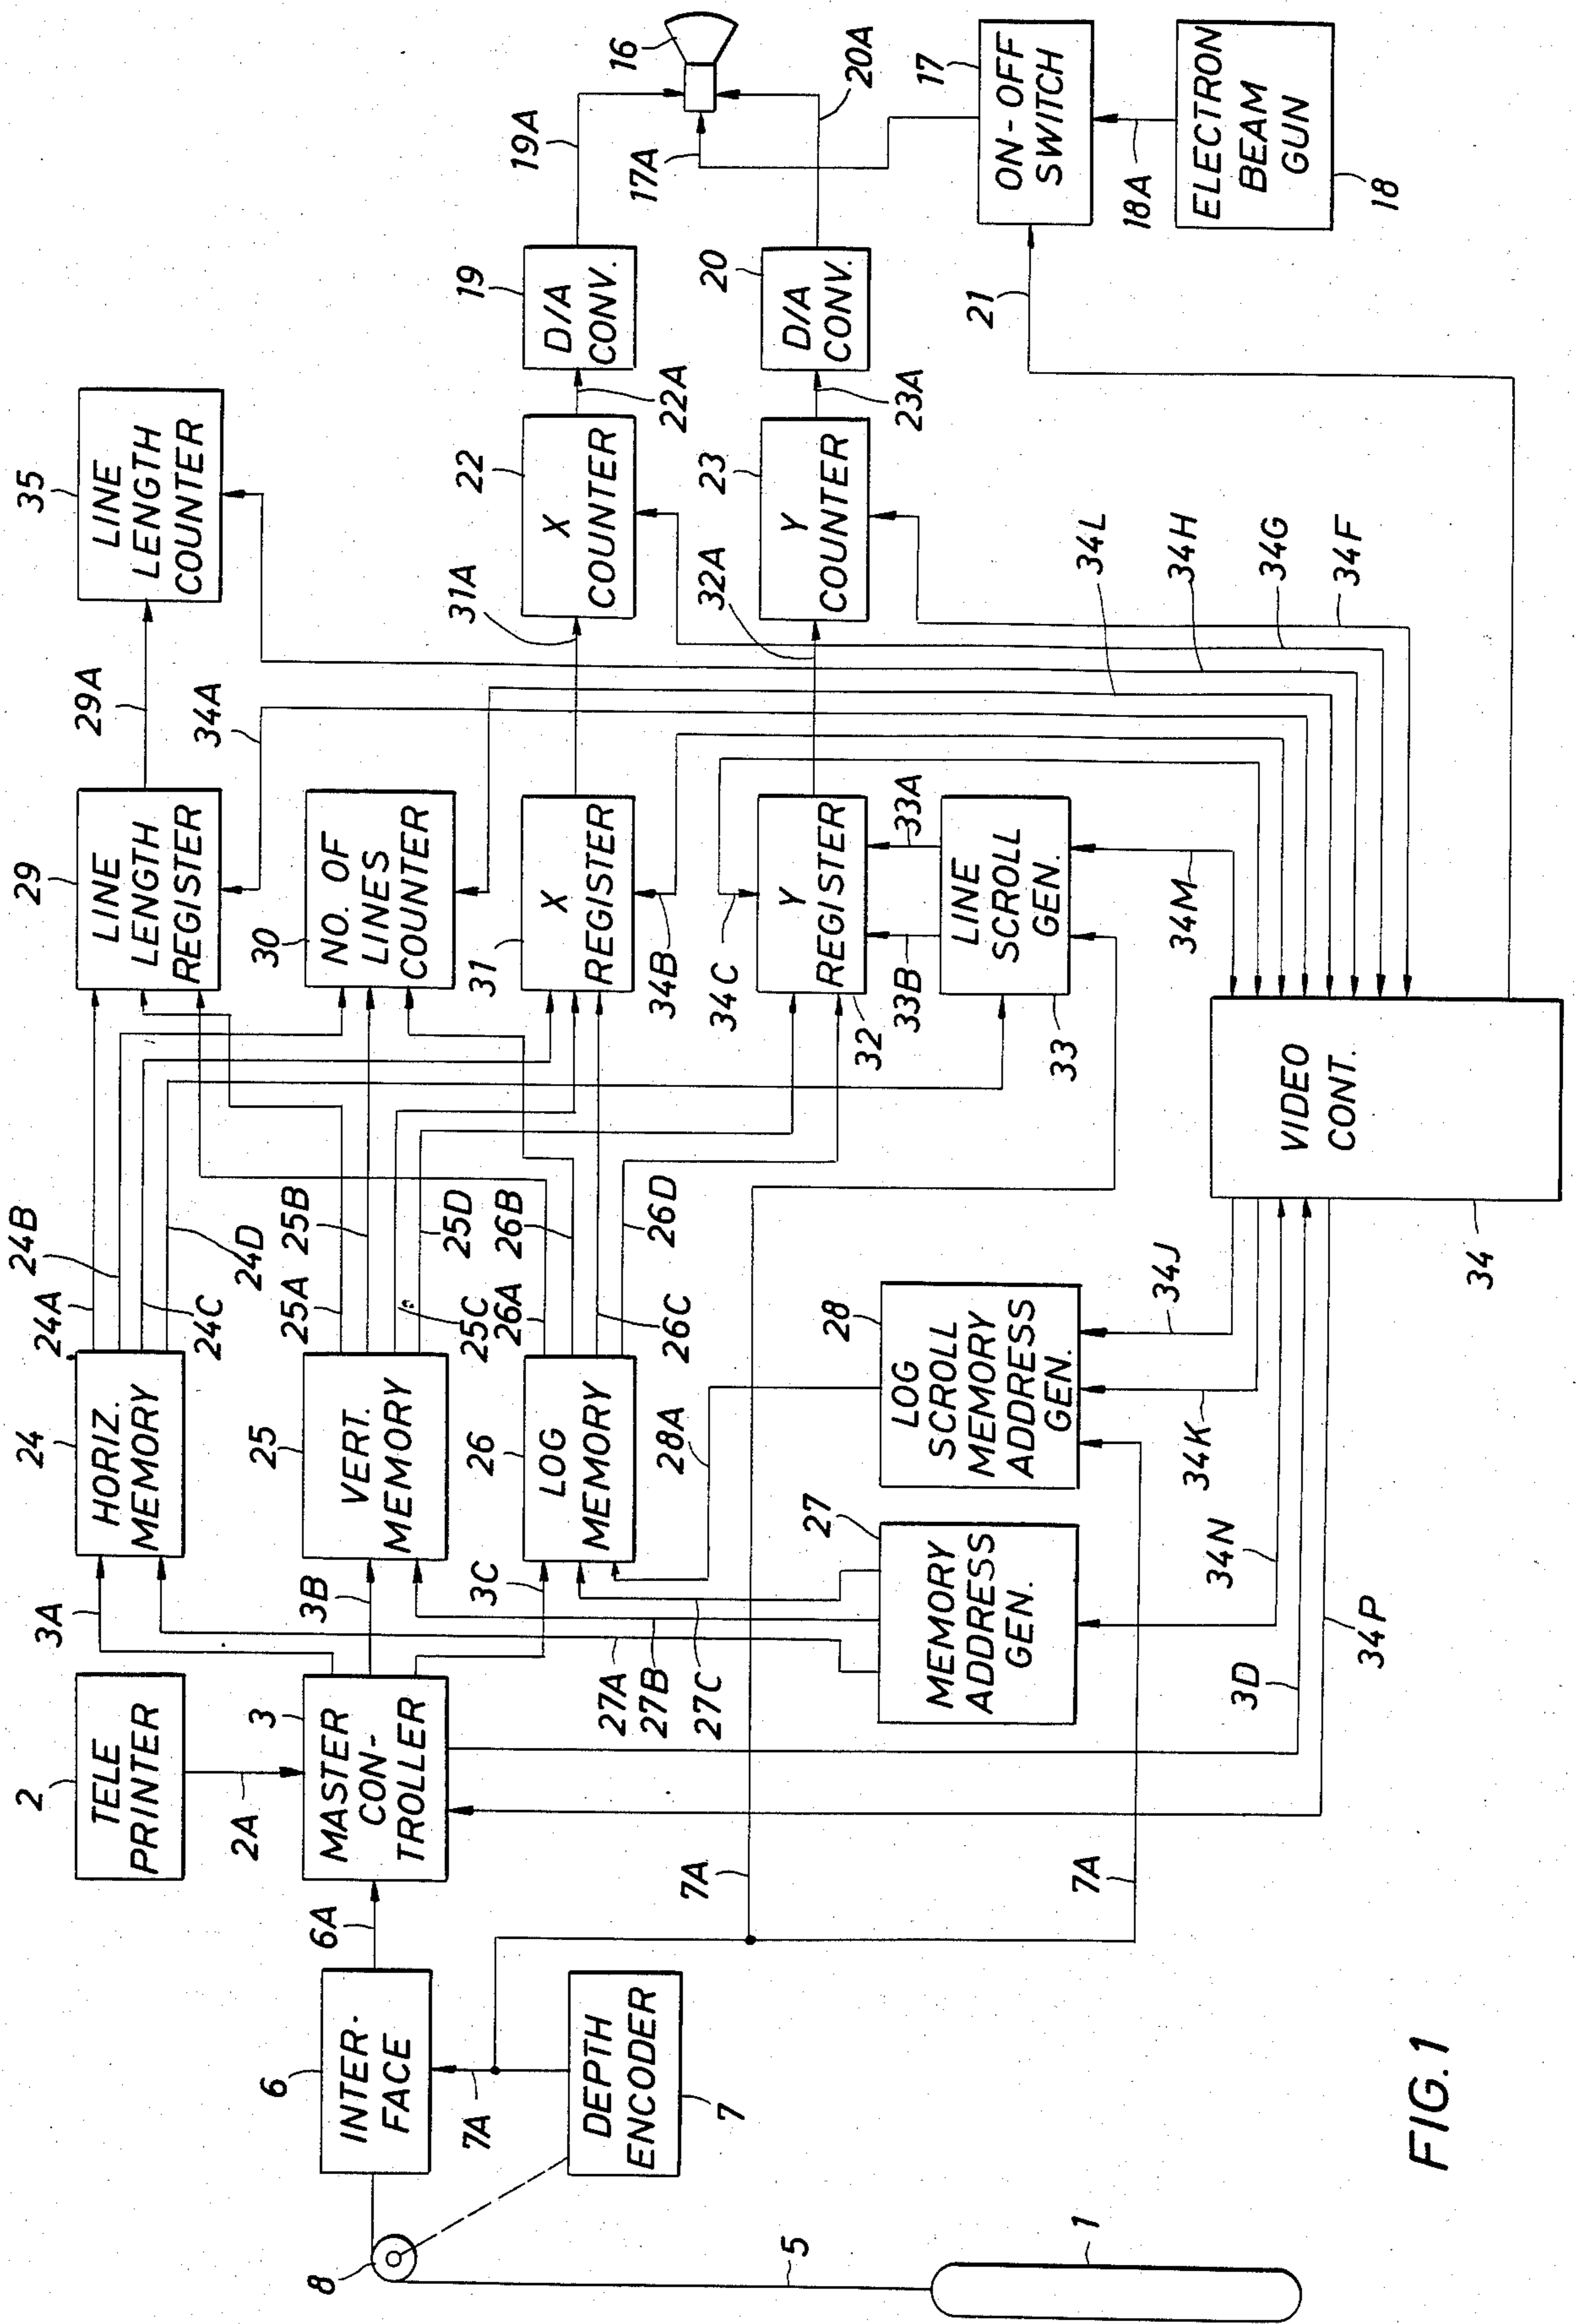 2
TELE
PRINTER
2A
3
MASTER
CON-
TROLLER
3A
3B
3C
3D
6
INTER-
FACE
6A
7A
7A
7A
DEPTH
ENCODER
7
8
5
1
24
HORIZ.
MEMORY
24A
24B
24C
24D
25
VERT.
MEMORY
25A
25B
25C
25D
26
LOG
MEMORY
26A
26B
26C
26D
27
MEMORY
ADDRESS
GEN.
27A
27B
27C
28
LOG
SCROLL
MEMORY
ADDRESS
GEN.
28A
29
LINE
LENGTH
REGISTER
29A
30
NO. OF
LINES
COUNTER
31
X
REGISTER
31A
Y
REGISTER
32
32A
LINE
SCROLL
GEN.
33
33A
33B
VIDEO
CONT.
34
34A
34B
34C
34F
34G
34H
34J
34K
34L
34M
34N
34P
35
LINE
LENGTH
COUNTER
22
X
COUNTER
22A
23
Y
COUNTER
23A
19
D/A
CONV.
19A
20
D/A
CONV.
20A
16
17
ON-OFF
SWITCH
17A
ELECTRON
BEAM
GUN
18
18A
21
FIG.1